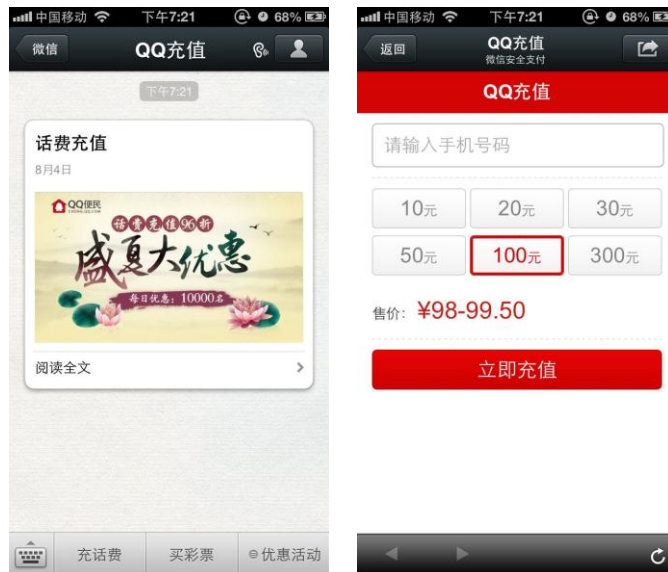 中国移动 下午7:21 68%
微信 QQ充值
下午7:21
话费充值
8月4日
QQ便民
话费充值96折
盛夏大优惠
每日优惠：10000名
阅读全文
充话费 买彩票 优惠活动
中国移动 下午7:21 68%
返回 QQ充值
微信安全支付
QQ充值
请输入手机号码
10元 20元 30元
50元 100元 300元
售价: ¥98-99.50
立即充值